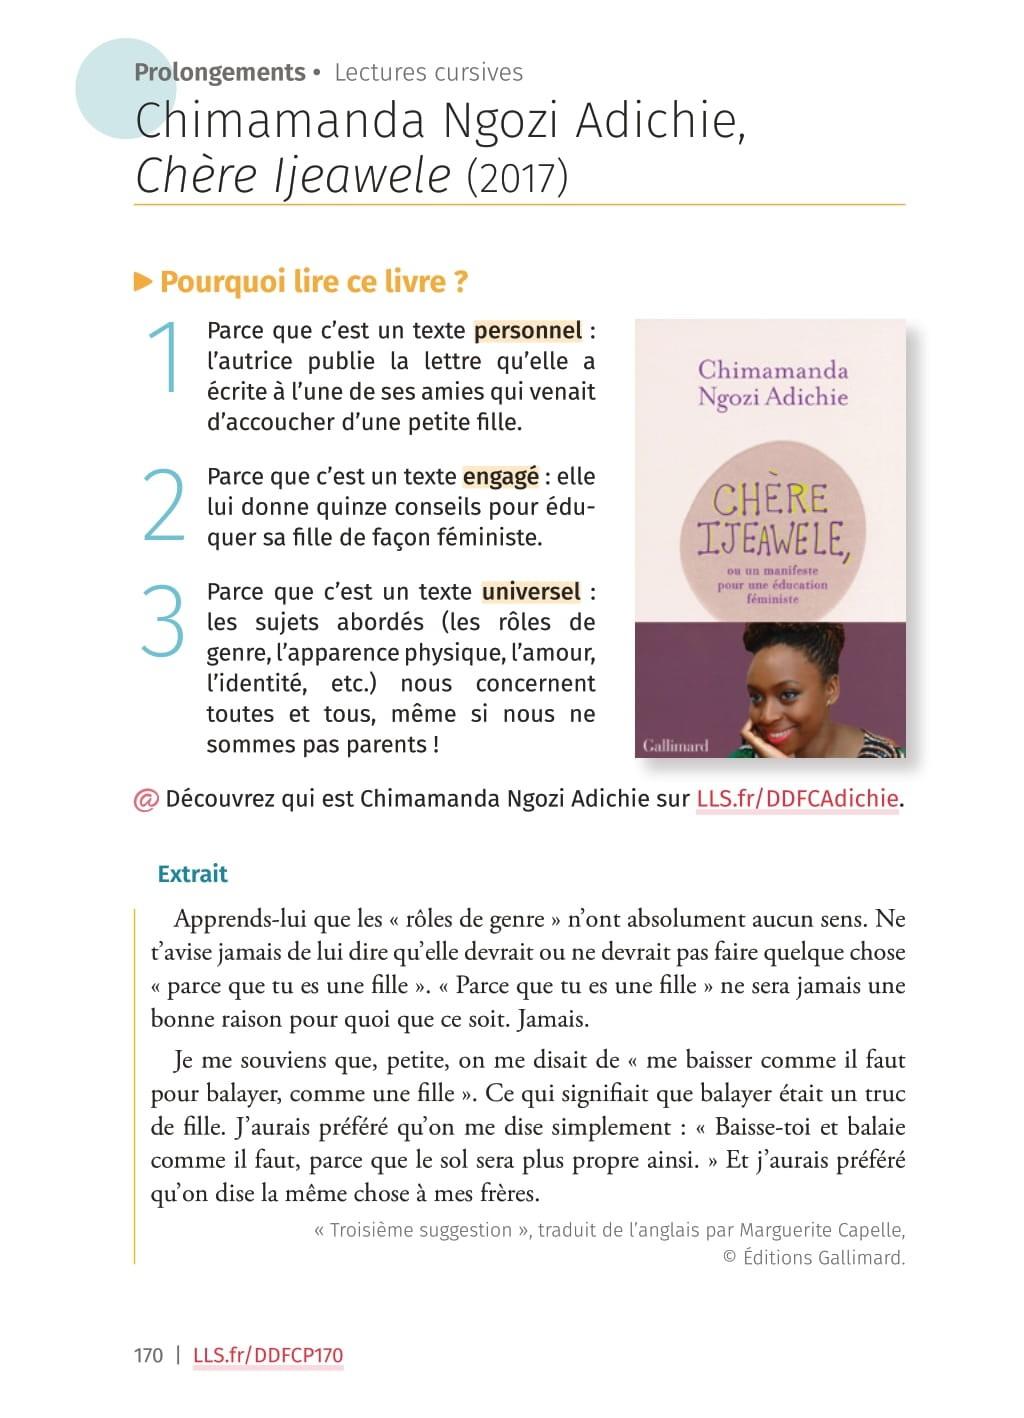 Prolongements • Lectures cursives
Chimamanda Ngozi Adichie,
Chère Ijeawele (2017)
Pourquoi lire ce livre ?
1
Parce que c’est un texte personnel :
l’autrice publie la lettre qu’elle a
écrite à l’une de ses amies qui venait
d’accoucher d’une petite fille.
2
Parce que c’est un texte engagé : elle
lui donne quinze conseils pour édu-
quer sa fille de façon féministe.
3
Parce que c’est un texte universel :
les sujets abordés (les rôles de
genre, l’apparence physique, l’amour,
l’identité, etc.) nous concernent
toutes et tous, même si nous ne
sommes pas parents !
Chimamanda
Ngozi Adichie
CHÈRE
IJEAWELE,
ou un manifeste
pour une éducation
féministe
Gallimard
@ Découvrez qui est Chimamanda Ngozi Adichie sur LLS.fr/DDFCAdichie.
Extrait
Apprends-lui que les « rôles de genre » n’ont absolument aucun sens. Ne
t’avise jamais de lui dire qu’elle devrait ou ne devrait pas faire quelque chose
« parce que tu es une fille ». « Parce que tu es une fille » ne sera jamais une
bonne raison pour quoi que ce soit. Jamais.
Je me souviens que, petite, on me disait de « me baisser comme il faut
pour balayer, comme une fille ». Ce qui signifiait que balayer était un truc
de fille. J’aurais préféré qu’on me dise simplement : « Baisse-toi et balaie
comme il faut, parce que le sol sera plus propre ainsi. » Et j’aurais préféré
qu’on dise la même chose à mes frères.
« Troisième suggestion », traduit de l’anglais par Marguerite Capelle,
© Éditions Gallimard.
170 | LLS.fr/DDFCP170